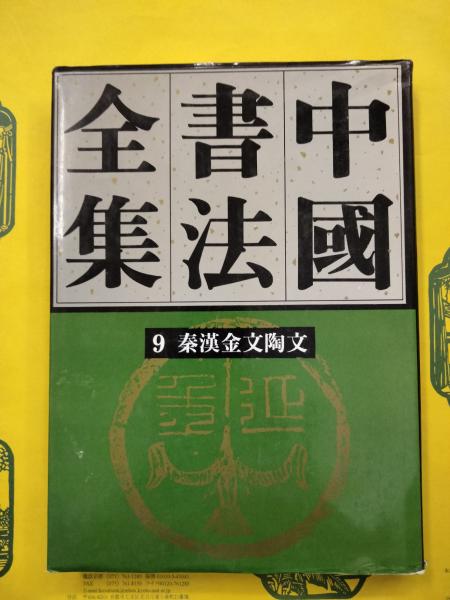 中國
書法
全集
9 秦漢金文陶文